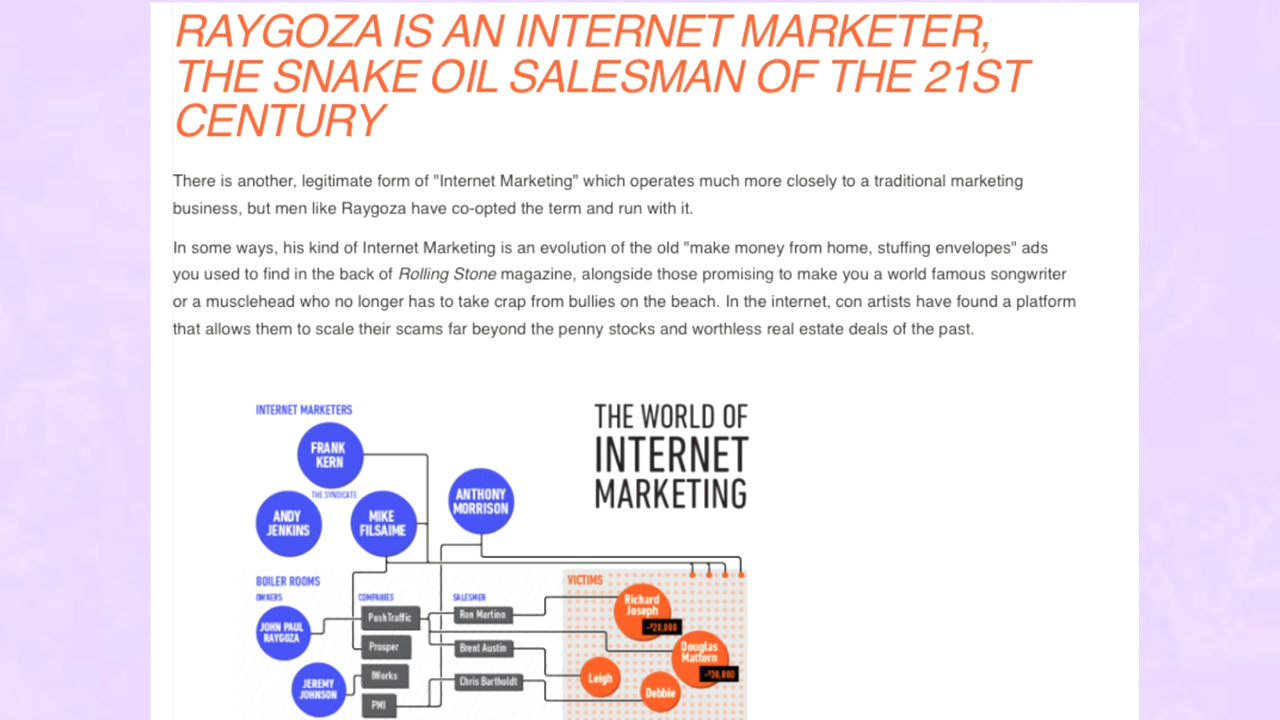 RAYGOZA IS AN INTERNET MARKETER,
THE SNAKE OIL SALESMAN OF THE 21ST
CENTURY
There is another, legitimate form of "Internet Marketing" which operates much more closely to a traditional marketing
business, but men like Raygoza have co-opted the term and run with it.
In some ways, his kind of Internet Marketing is an evolution of the old "make money from home, stuffing envelopes" ads
you used to find in the back of Rolling Stone magazine, alongside those promising to make you a world famous songwriter
or a musclehead who no longer has to take crap from bullies on the beach. In the internet, con artists have found a platform
that allows them to scale their scams far beyond the penny stocks and worthless real estate deals of the past.
THE WORLD OF
INTERNET
MARKETING
INTERNET MARKETERS
FRANK
KERN
THE SYNDICATE
ANDY
JENKINS
MIKE
FILSAIME
ANTHONY
MORRISON
BOILER ROOMS
OWNERS
COMPANIES
SALESMEN
VICTIMS
JOHN PAUL
RAYGOZA
JEREMY
JOHNSON
PushTraffic
Prosper
IWorks
PMI
Ron Martino
Brent Austin
Chris Bartholdt
Richard
Joseph
-$20,000
Douglas
Mattern
-$30,000
Leigh
Debbie